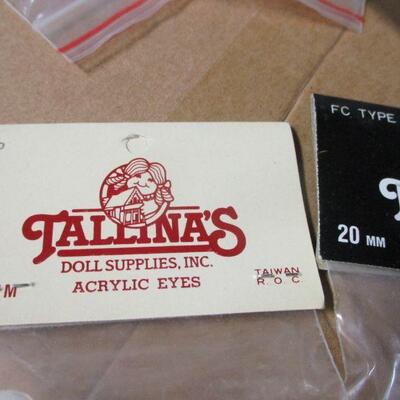 TALLINA'S
DOLL SUPPLIES, INC.
ACRYLIC EYES
TAIWAN
R. O. C.
M
FC TYPE
20 MM